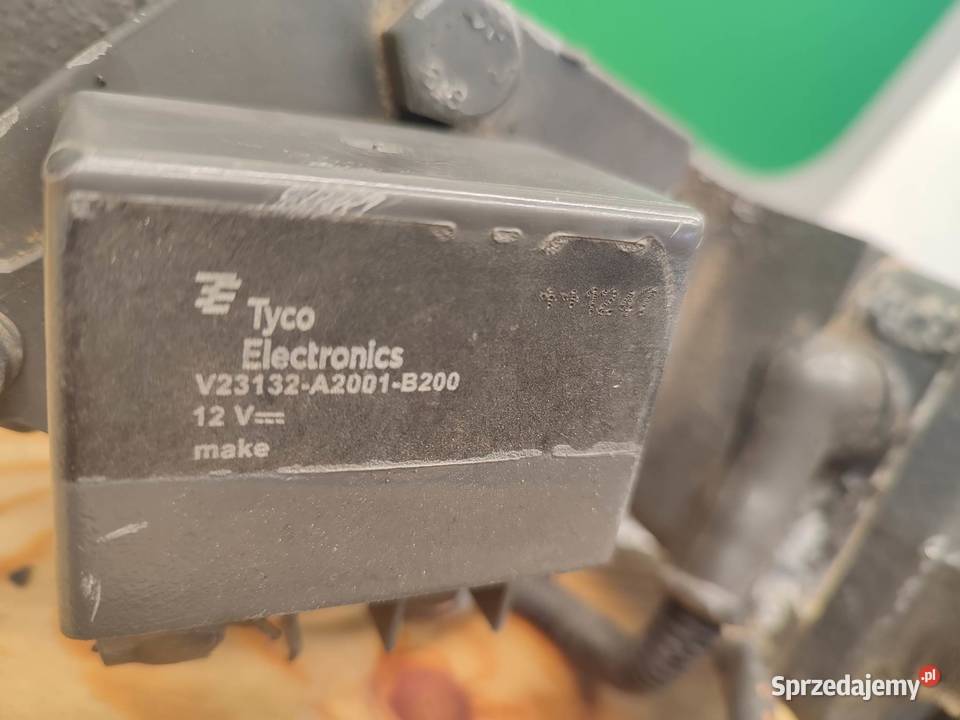 Tyco
Electronics
V23132-A2001-B200
12 V
make
Sprzedajemy.pl